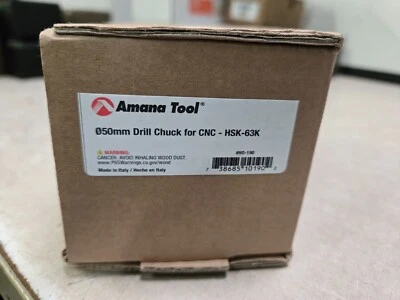 Amana Tool®
Ø50mm Drill Chuck for CNC - HSK-63K
WARNING:
CANCER. AVOID INHALING WOOD DUST.
www.P65Warnings.ca.gov/wood
Made in Italy / Hecho en Italy
7 38685 10190 0